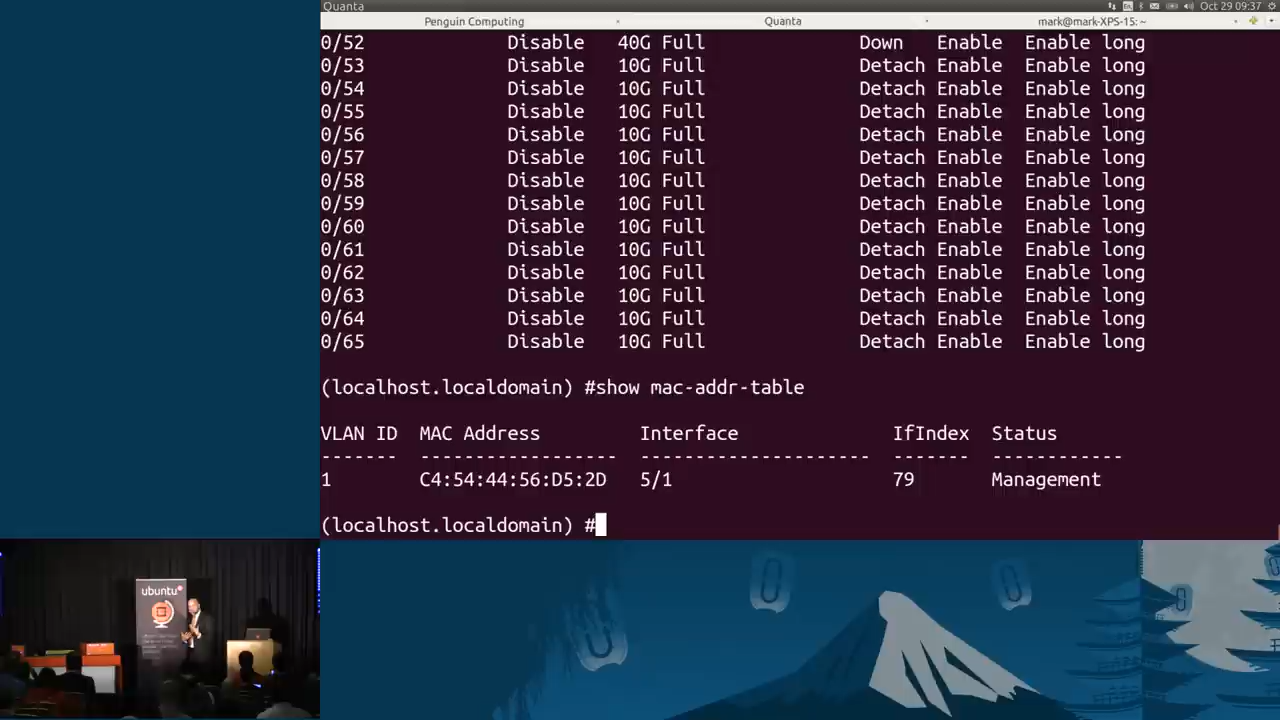 Quanta
Oct 29 09:37
Penguin Computing × Quanta mark@mark-XPS-15: ~
0/52 Disable 40G Full Down Enable Enable long
0/53 Disable 10G Full Detach Enable Enable long
0/54 Disable 10G Full Detach Enable Enable long
0/55 Disable 10G Full Detach Enable Enable long
0/56 Disable 10G Full Detach Enable Enable long
0/57 Disable 10G Full Detach Enable Enable long
0/58 Disable 10G Full Detach Enable Enable long
0/59 Disable 10G Full Detach Enable Enable long
0/60 Disable 10G Full Detach Enable Enable long
0/61 Disable 10G Full Detach Enable Enable long
0/62 Disable 10G Full Detach Enable Enable long
0/63 Disable 10G Full Detach Enable Enable long
0/64 Disable 10G Full Detach Enable Enable long
0/65 Disable 10G Full Detach Enable Enable long
(localhost.localdomain) #show mac-addr-table
VLAN ID MAC Address Interface IfIndex Status
------- ------------------ --------------------- ------- ------------
1 C4:54:44:56:D5:2D 5/1 79 Management
(localhost.localdomain) #
ubuntu